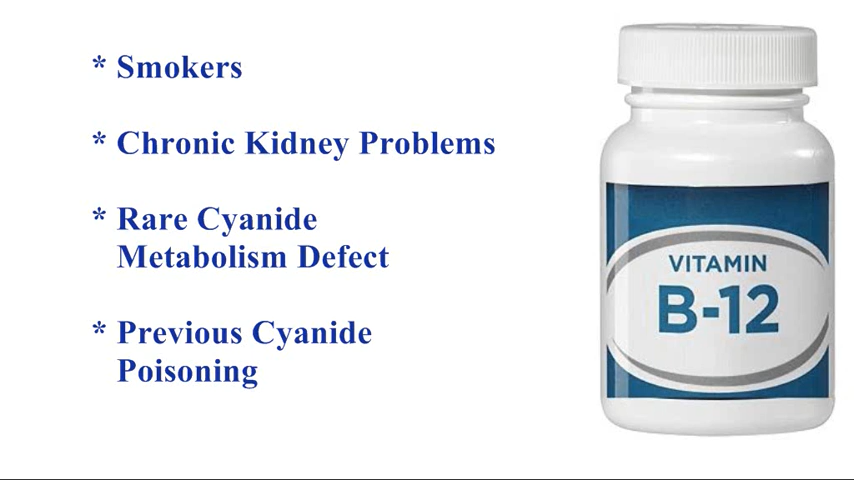 * Smokers
* Chronic Kidney Problems
* Rare Cyanide
Metabolism Defect
* Previous Cyanide
Poisoning
VITAMIN
B-12